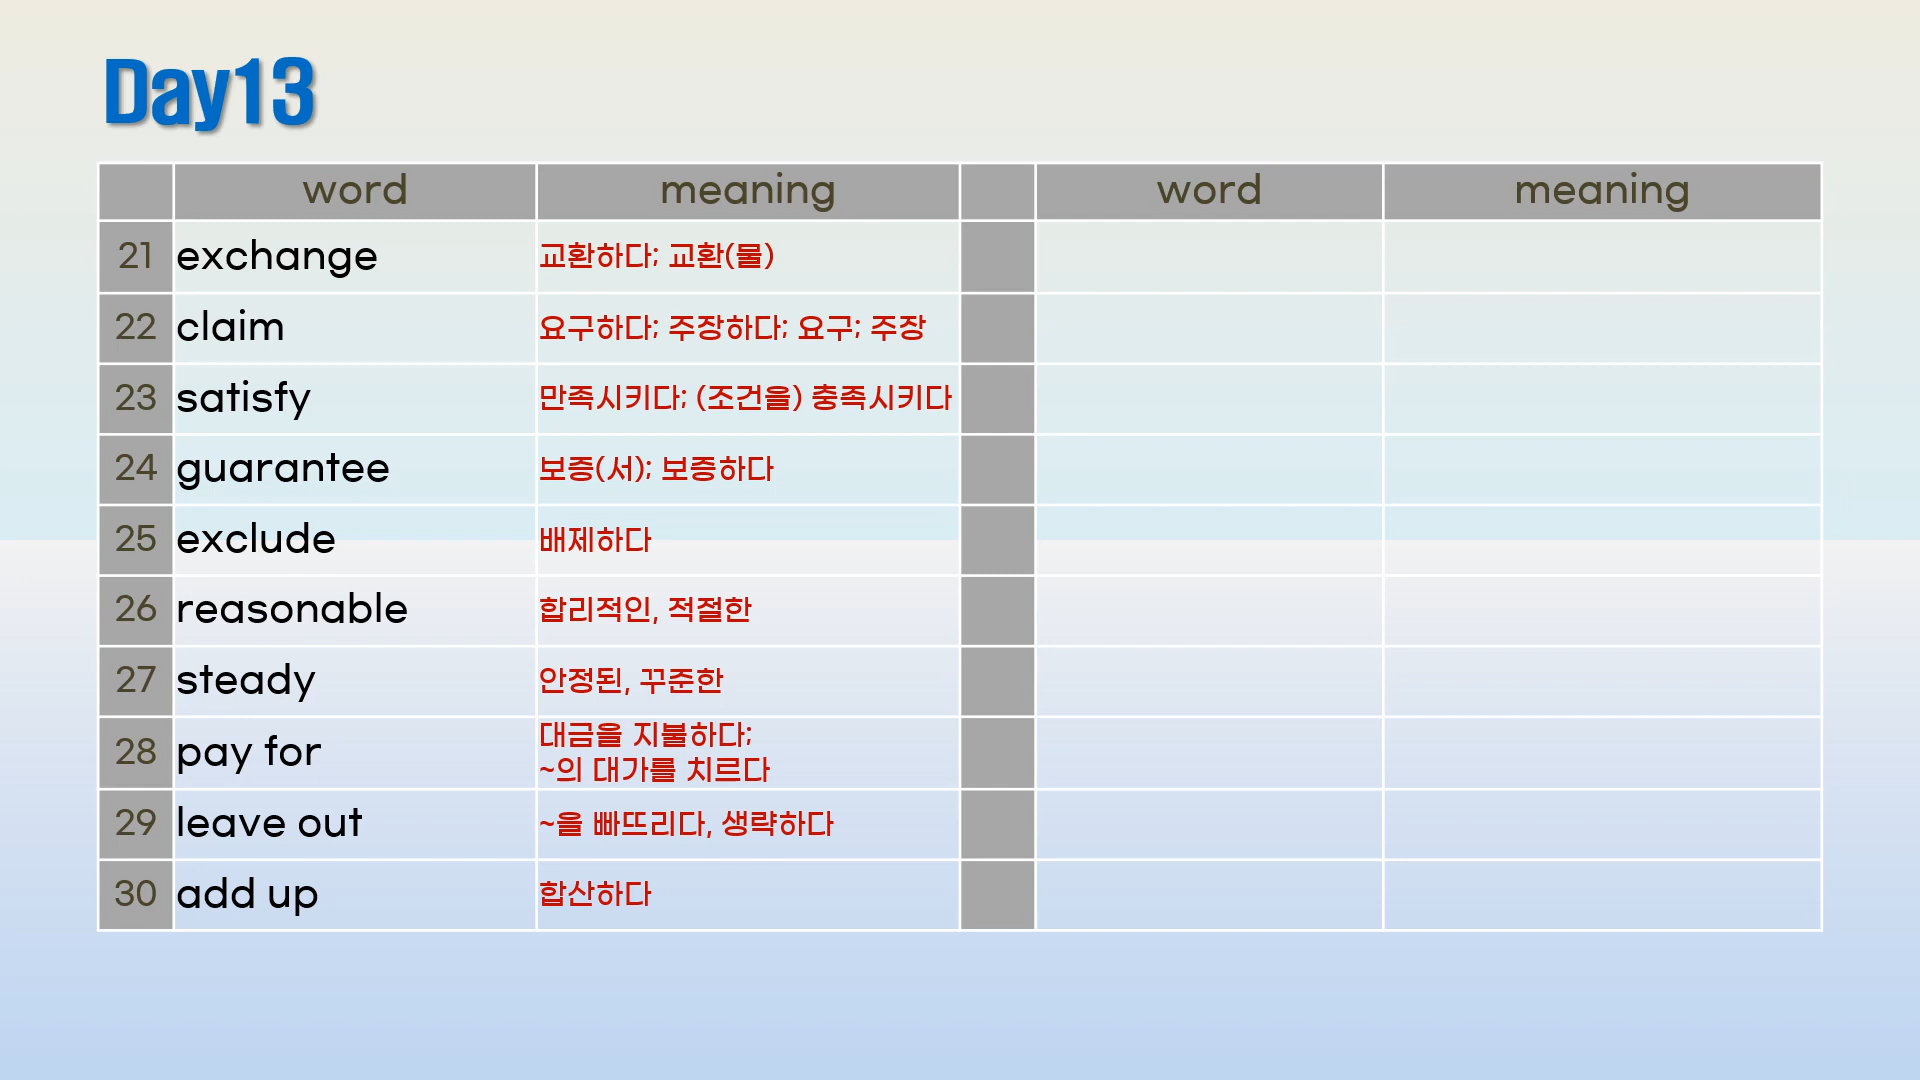 Day13
word meaning word meaning
21 exchange 교환하다; 교환(물)
22 claim 요구하다; 주장하다; 요구; 주장
23 satisfy 만족시키다; (조건을) 충족시키다
24 guarantee 보증(서); 보증하다
25 exclude 배제하다
26 reasonable 합리적인, 적절한
27 steady 안정된, 꾸준한
28 pay for 대금을 지불하다;
~의 대가를 치르다
29 leave out ~을 빠뜨리다, 생략하다
30 add up 합산하다